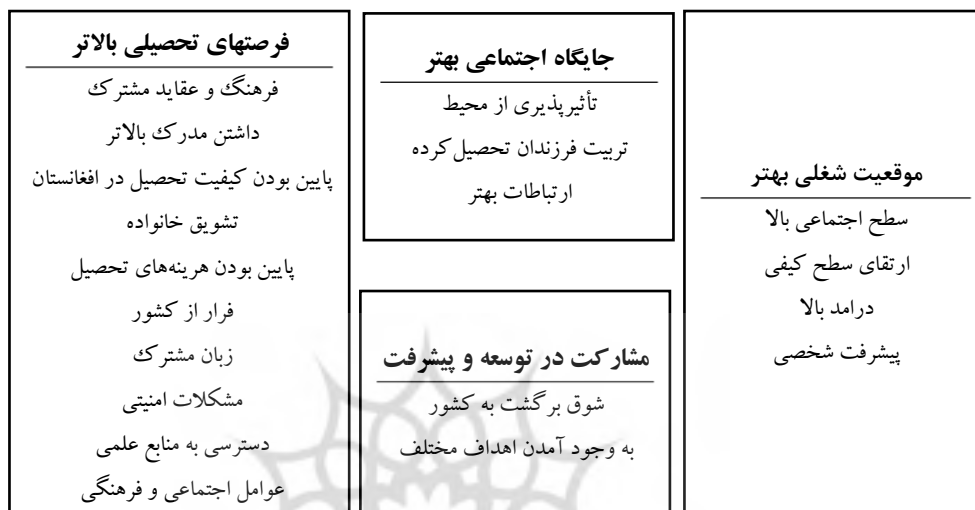 موقعیت شغلی بهتر
سطح اجتماعی بالا
ارتقای سطح کیفی
درامد بالا
پیشرفت شخصی
جایگاه اجتماعی بهتر
تأثیرپذیری از محیط
تربیت فرزندان تحصیل‌کرده
ارتباطات بهتر
مشارکت در توسعه و پیشرفت
شوق برگشت به کشور
به وجود آمدن اهداف مختلف
فرصتهای تحصیلی بالاتر
فرهنگ و عقاید مشترک
داشتن مدرک بالاتر
پایین بودن کیفیت تحصیل در افغانستان
تشویق خانواده
پایین بودن هرینه‌های تحصیل
فرار از کشور
زبان مشترک
مشکلات امنیتی
دسترسی به منابع علمی
عوامل اجتماعی و فرهنگی